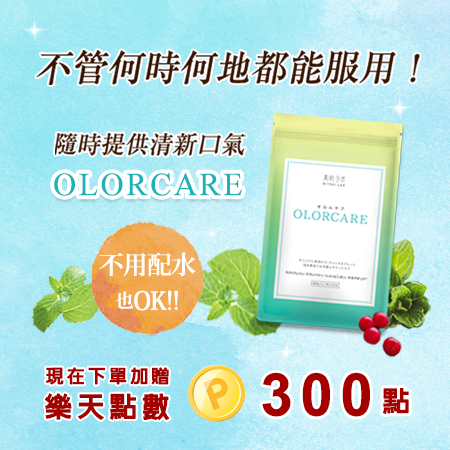 不管何時何地都能服用！
隨時提供清新口氣
OLORCARE
不用配水
也OK!!
美的ラボ
BITEKI LABO
オロルケア
OLORCARE
現在下單加贈
樂天點數
P
300點